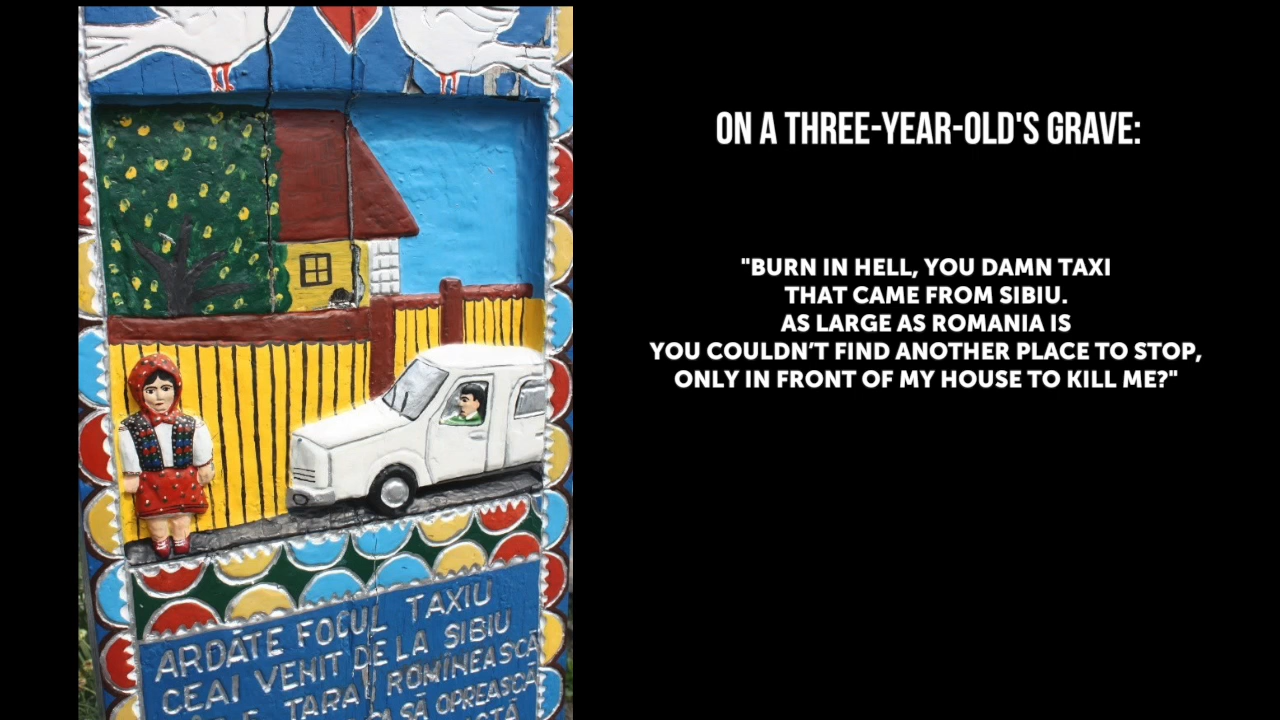 ON A THREE-YEAR-OLD'S GRAVE:
"BURN IN HELL, YOU DAMN TAXI
THAT CAME FROM SIBIU.
AS LARGE AS ROMANIA IS
YOU COULDN’T FIND ANOTHER PLACE TO STOP,
ONLY IN FRONT OF MY HOUSE TO KILL ME?"
ARDĂTE FOCUL TAXIU
CEAI VENIT DE LA SIBIU
TARA ROMÎNEASCĂ
SĂ OPREASCĂ